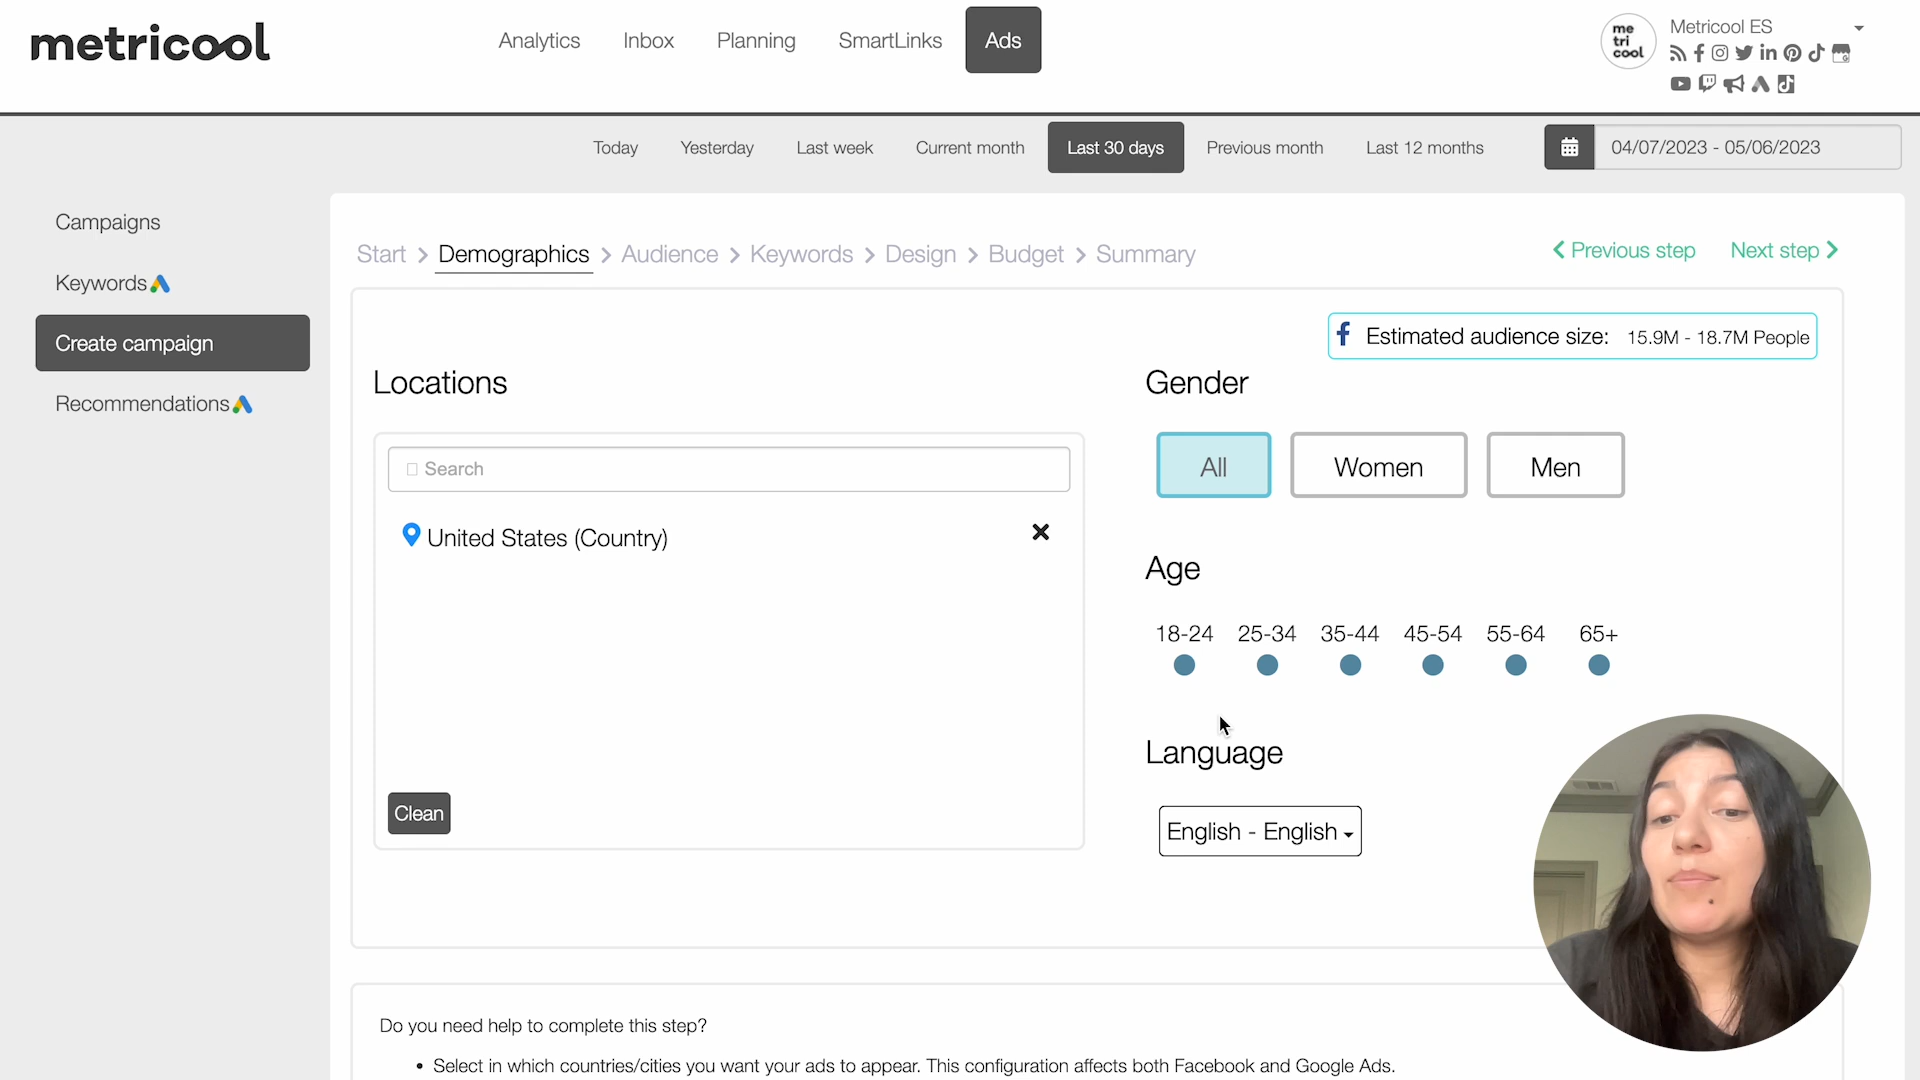 metricool
Analytics
Inbox
Planning
SmartLinks
Ads
me
tri
cool
Metricool ES
Today
Yesterday
Last week
Current month
Last 30 days
Previous month
Last 12 months
04/07/2023 - 05/06/2023
Campaigns
Keywords
Create campaign
Recommendations
Start > Demographics > Audience > Keywords > Design > Budget > Summary
Previous step
Next step
Estimated audience size: 15.9M - 18.7M People
Locations
Search
United States (Country)
Clean
Gender
All
Women
Men
Age
18-24 25-34 35-44 45-54 55-64 65+
Language
English - English
Do you need help to complete this step?
• Select in which countries/cities you want your ads to appear. This configuration affects both Facebook and Google Ads.